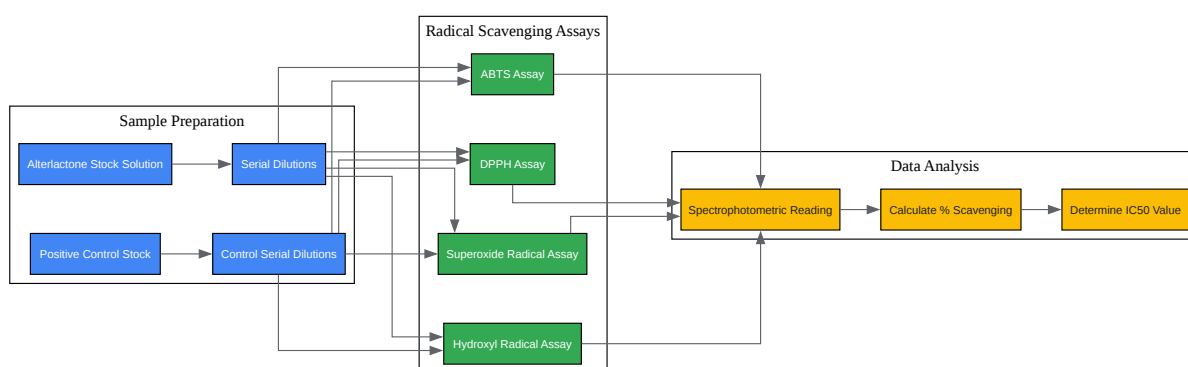 Radical Scavenging Assays
ABTS Assay
Sample Preparation
Alterlactone Stock Solution
Serial Dilutions
DPPH Assay
Data Analysis
Spectrophotometric Reading
Calculate % Scavenging
Determine IC50 Value
Positive Control Stock
Control Serial Dilutions
Superoxide Radical Assay
Hydroxyl Radical Assay